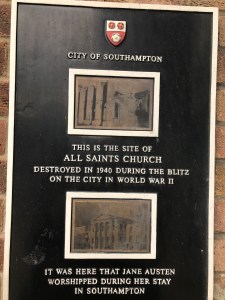 CITY OF SOUTHAMPTON
THIS IS THE SITE OF
ALL SAINTS CHURCH
DESTROYED IN 1940 DURING THE BLITZ
ON THE CITY IN WORLD WAR II
IT WAS HERE THAT JANE AUSTEN
WORSHIPPED DURING HER STAY
IN SOUTHAMPTON